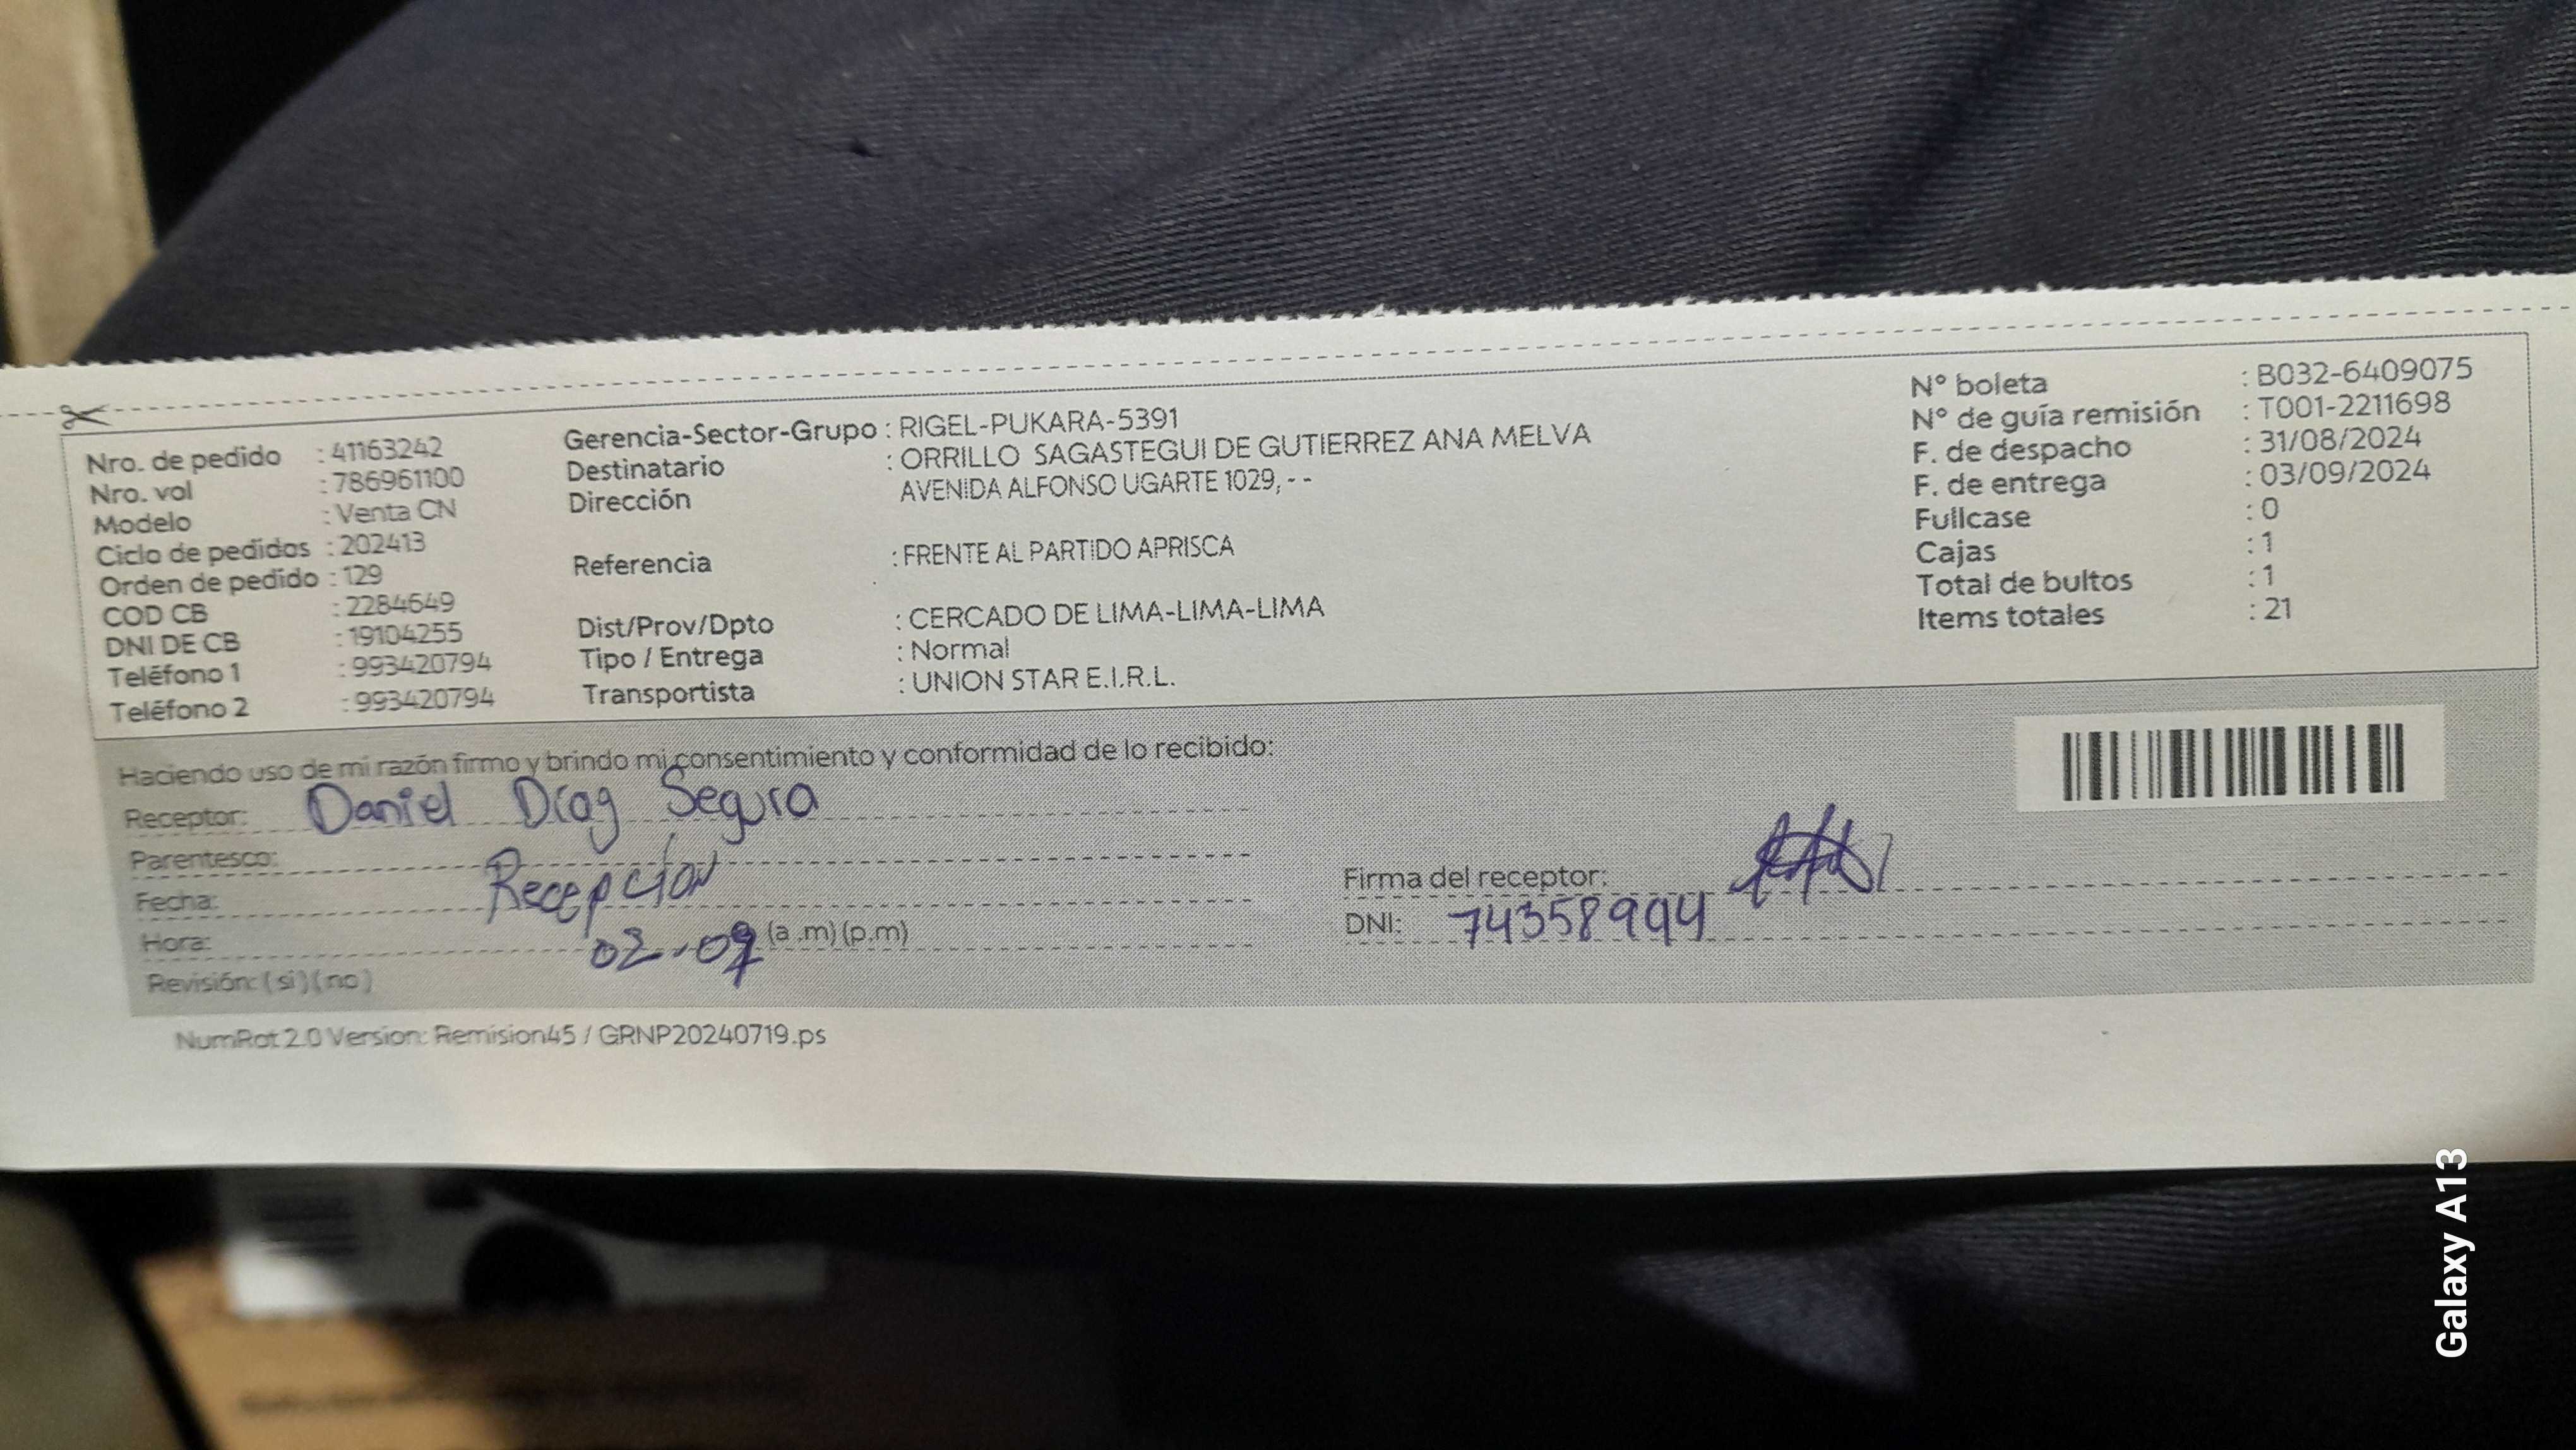 Nro. de pedido : 41163242
Nro. vol : 786961100
Modelo : Venta CN
Ciclo de pedidos : 202413
Orden de pedido : 129
COD CB : 2284649
DNI DE CB : 19104255
Teléfono 1 : 993420794
Teléfono 2 : 993420794
Gerencia-Sector-Grupo : RIGEL-PUKARA-5391
Destinatario : ORRILLO SAGASTEGUI DE GUTIERREZ ANA MELVA
Dirección AVENIDA ALFONSO UGARTE 1029, - -
Referencia : FRENTE AL PARTIDO APRISCA
Dist/Prov/Dpto : CERCADO DE LIMA-LIMA-LIMA
Tipo / Entrega : Normal
Transportista : UNION STAR E.I.R.L.
N° boleta : B032-6409075
N° de guía remisión : T001-2211698
F. de despacho : 31/08/2024
F. de entrega : 03/09/2024
Fullcase : 0
Cajas : 1
Total de bultos : 1
Items totales : 21
Haciendo uso de mi razón firmo y brindo mi consentimiento y conformidad de lo recibido:
Receptor: Daniel Díaz Segura
Parentesco:
Fecha: Recepción
Hora: 02-09 (a.m) (p.m)
Revisión: ( si ) ( no )
Firma del receptor:
DNI: 74358994
NumRot 2.0 Version: Remision45 / GRNP20240719.ps
Galaxy A13